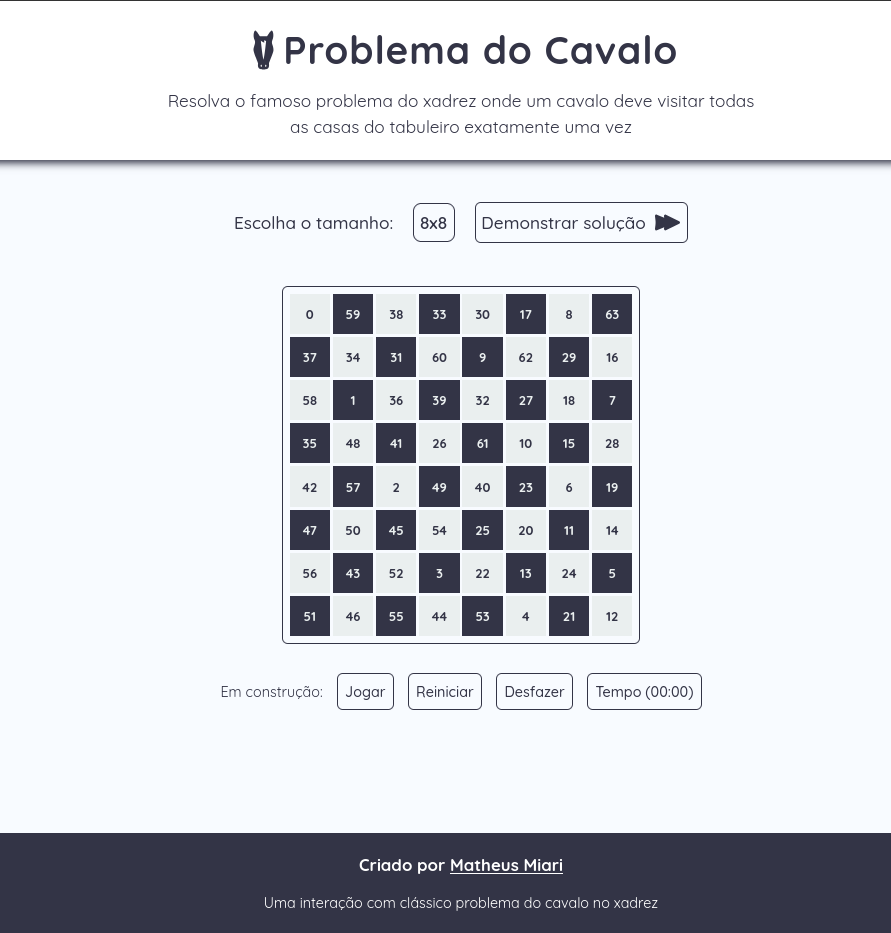 Problema do Cavalo
Resolva o famoso problema do xadrez onde um cavalo deve visitar todas
as casas do tabuleiro exatamente uma vez
Escolha o tamanho: 8x8 Demonstrar solução
0 59 38 33 30 17 8 63
37 34 31 60 9 62 29 16
58 1 36 39 32 27 18 7
35 48 41 26 61 10 15 28
42 57 2 49 40 23 6 19
47 50 45 54 25 20 11 14
56 43 52 3 22 13 24 5
51 46 55 44 53 4 21 12
Em construção: Jogar Reiniciar Desfazer Tempo (00:00)
Criado por Matheus Miari
Uma interação com clássico problema do cavalo no xadrez